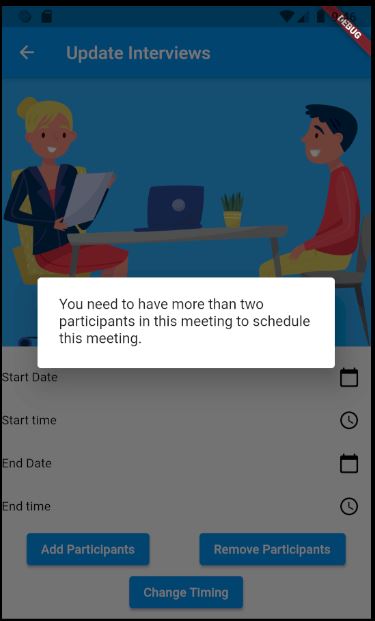 DEBUG
Update Interviews
You need to have more than two
participants in this meeting to schedule
this meeting.
Start Date
Start time
End Date
End time
Add Participants
Remove Participants
Change Timing